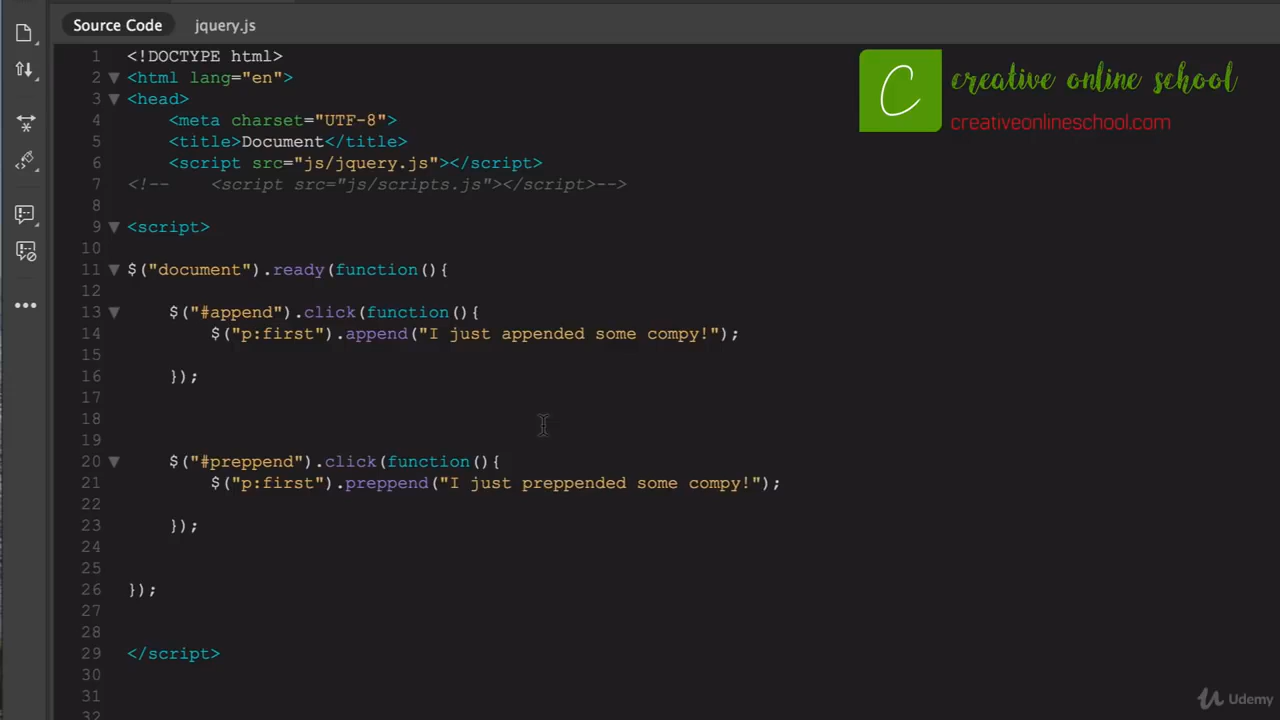 Source Code jquery.js
1 <!DOCTYPE html>
2 <html lang="en">
3 <head>
4 <meta charset="UTF-8">
5 <title>Document</title>
6 <script src="js/jquery.js"></script>
7 <!-- <script src="js/scripts.js"></script>-->
8
9 <script>
10
11 $("document").ready(function(){
12
13 $("#append").click(function(){
14 $("p:first").append("I just appended some compy!");
15
16 });
17
18
19
20 $("#preppend").click(function(){
21 $("p:first").preppend("I just preppended some compy!");
22
23 });
24
25
26 });
27
28
29 </script>
30
31
32
C creative online school
creativeonlineschool.com
Udemy